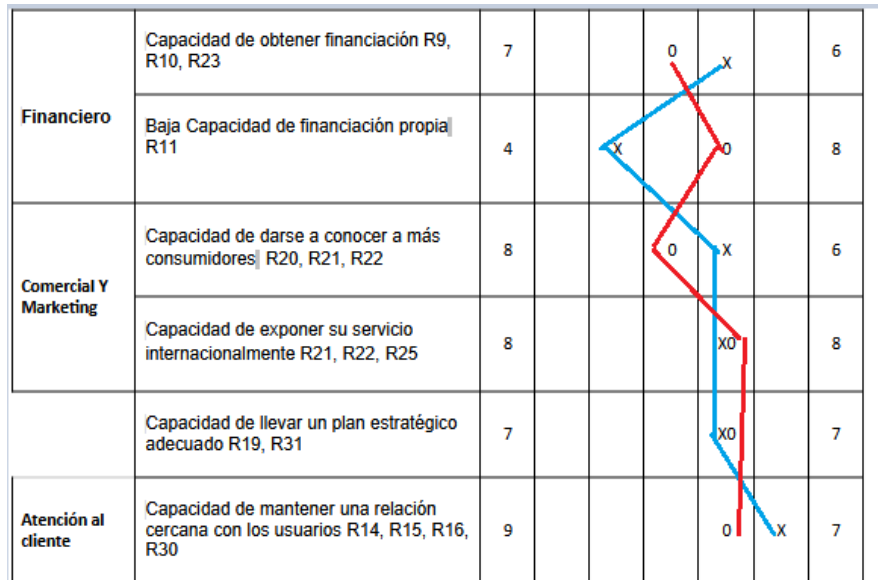 Financiero
Capacidad de obtener financiación R9,
R10, R23
7
0
X
6
Baja Capacidad de financiación propia
R11
4
X
0
8
Comercial Y
Marketing
Capacidad de darse a conocer a más
consumidores R20, R21, R22
8
0
X
6
Capacidad de exponer su servicio
internacionalmente R21, R22, R25
8
X0
8
Capacidad de llevar un plan estratégico
adecuado R19, R31
7
X0
7
Atención al
cliente
Capacidad de mantener una relación
cercana con los usuarios R14, R15, R16,
R30
9
0
X
7